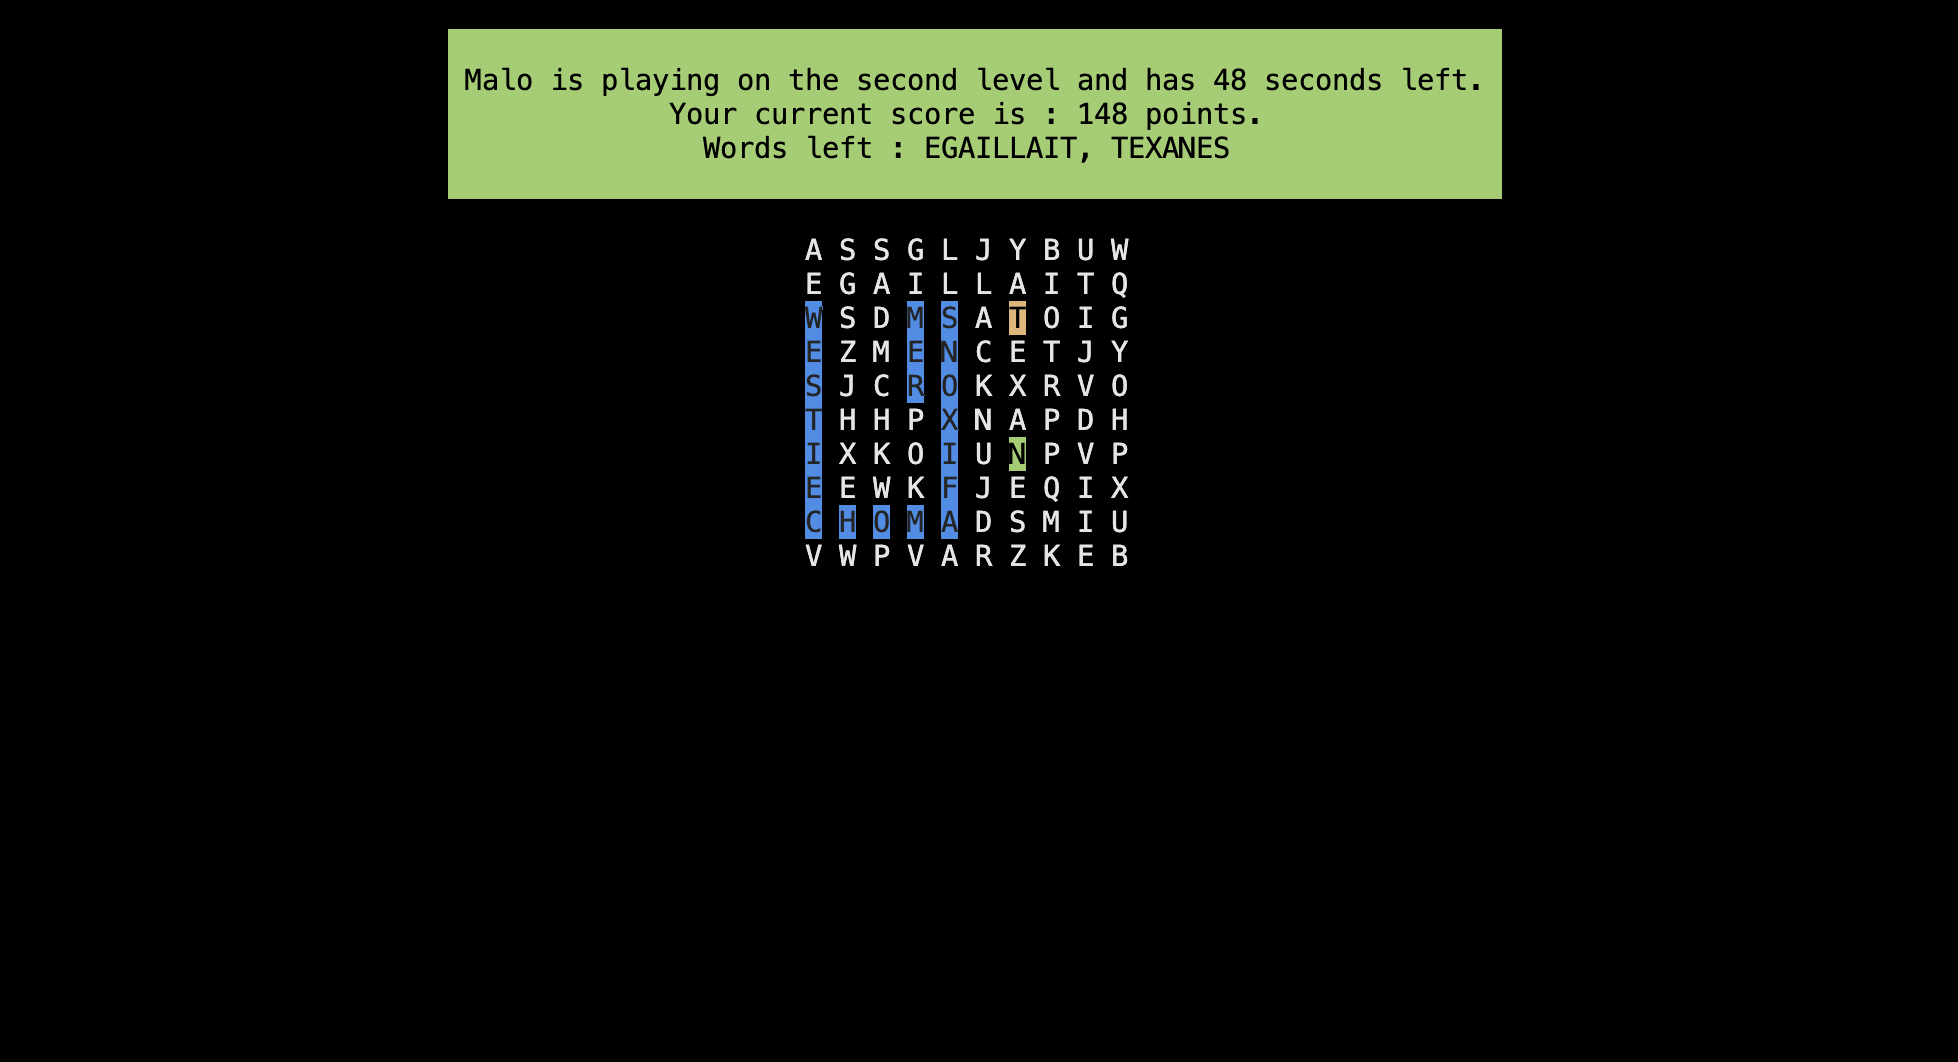 Malo is playing on the second level and has 48 seconds left.
Your current score is : 148 points.
Words left : EGAILLAIT, TEXANES
A S S G L J Y B U W
E G A I L L A I T Q
W S D M S A T O I G
E Z M E N C E T J Y
S J C R O K X R V O
T H H P X N A P D H
I X K O I U N P V P
E E W K F J E Q I X
C H O M A D S M I U
V W P V A R Z K E B